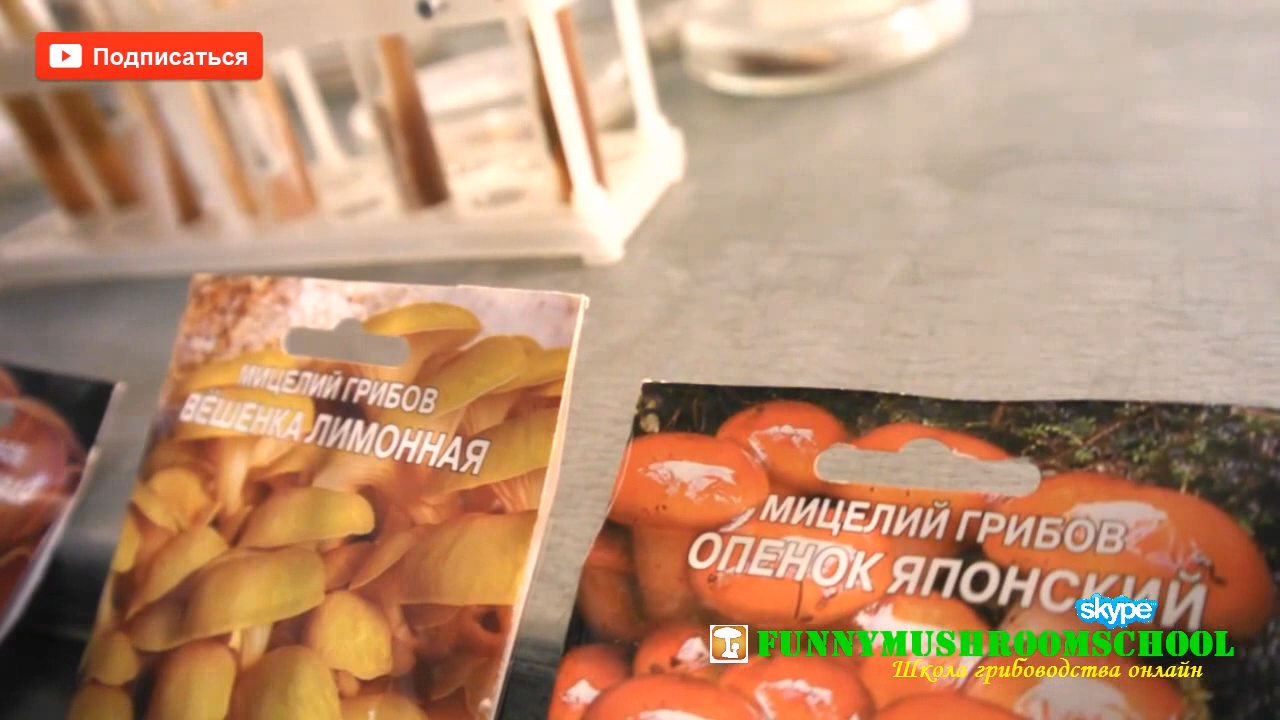 Подписаться
МИЦЕЛИЙ ГРИБОВ
ВЁШЕНКА ЛИМОННАЯ
МИЦЕЛИЙ ГРИБОВ
ОПЕНОК ЯПОНСКИЙ
skype
FUNNYMUSHROOMSCHOOL
Школа грибоводства онлайн